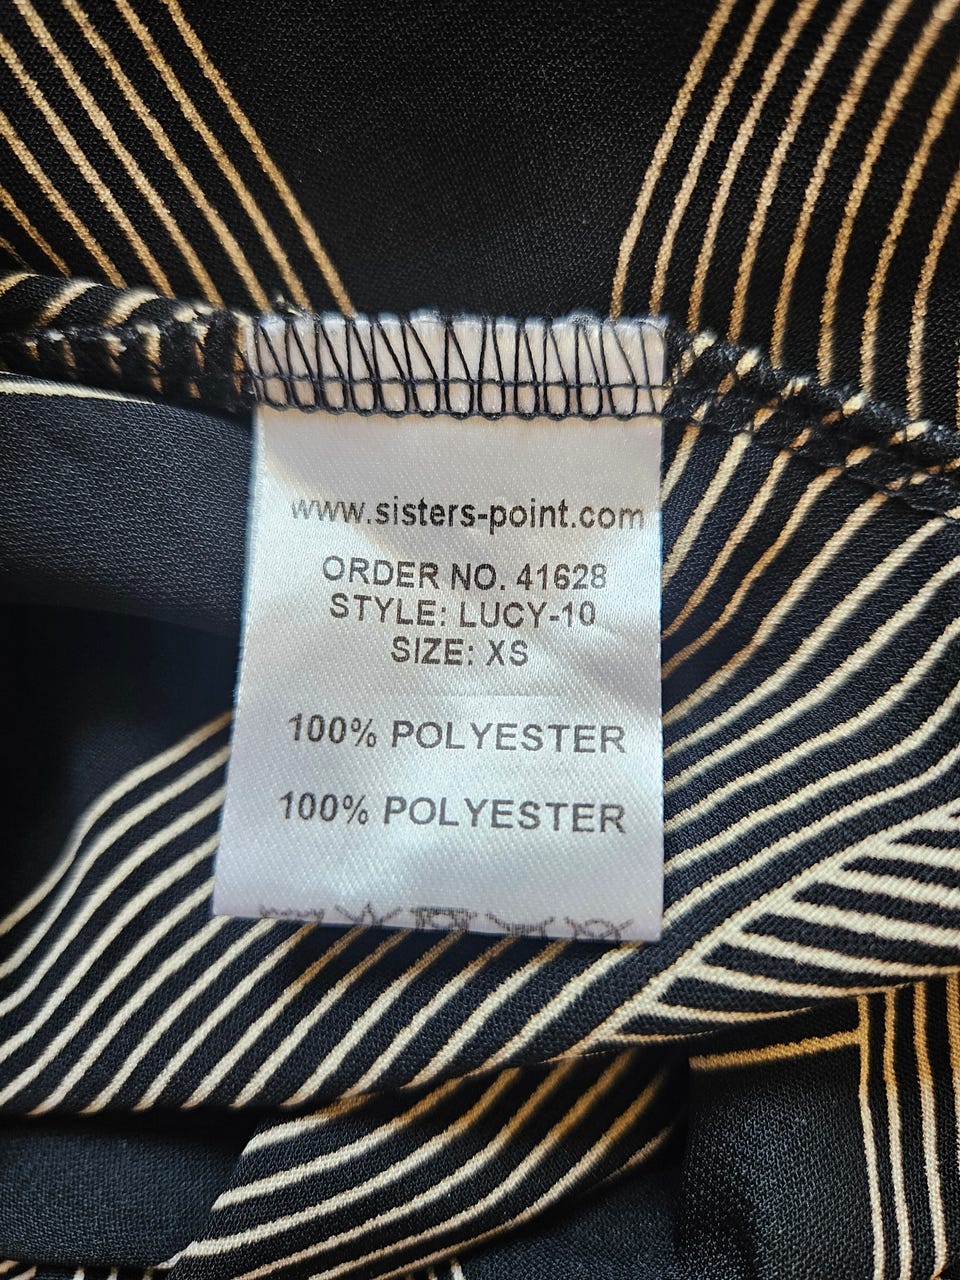 www.sisters-point.com
ORDER NO. 41628
STYLE: LUCY-10
SIZE: XS
100% POLYESTER
100% POLYESTER